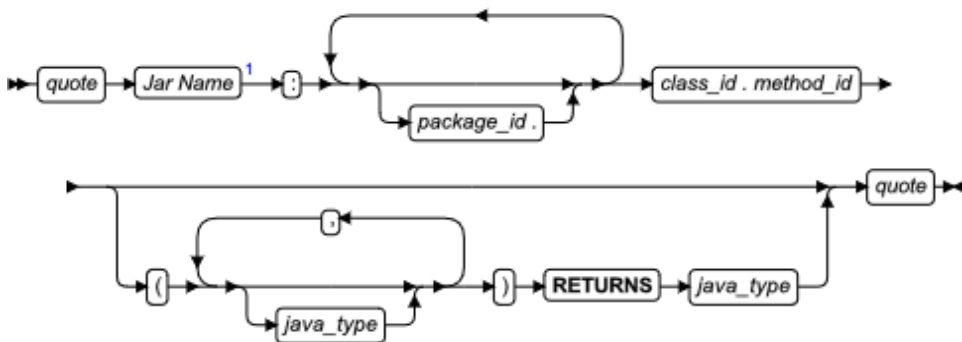 quote Jar Name 1 : class_id . method_id
package_id .
quote
,
( ) RETURNS java_type
java_type